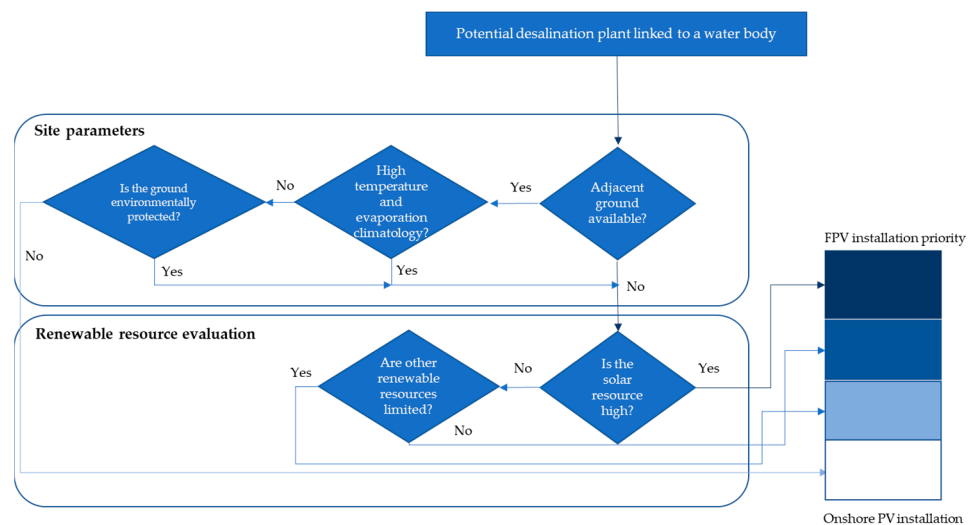 Potential desalination plant linked to a water body
Site parameters
Is the ground
environmentally
protected?
No
High
temperature
and
evaporation
climatology?
Yes
Adjacent
ground
available?
No
Yes
Yes
No
FPV installation priority
Renewable resource evaluation
Yes
Are other
renewable
resources
limited?
No
Is the
solar
resource
high?
Yes
No
Onshore PV installation